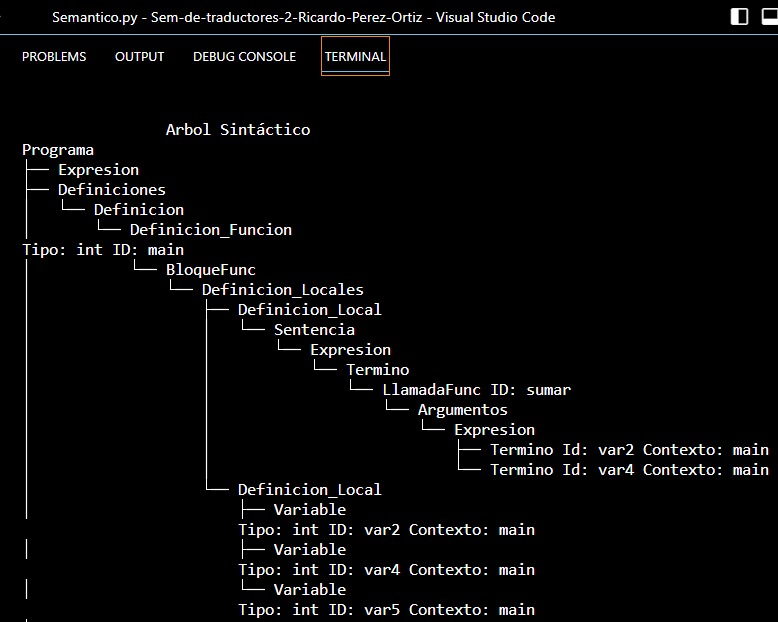 Semantico.py - Sem-de-traductores-2-Ricardo-Perez-Ortiz - Visual Studio Code
PROBLEMS OUTPUT DEBUG CONSOLE TERMINAL
Arbol Sintáctico
Programa
├── Expresion
├── Definiciones
│   └── Definicion
│       └── Definicion_Funcion
Tipo: int ID: main
│           └── BloqueFunc
│               └── Definicion_Locales
│                   ├── Definicion_Local
│                   │   └── Sentencia
│                   │       └── Expresion
│                   │           └── Termino
│                   │               └── LlamadaFunc ID: sumar
│                   │                   └── Argumentos
│                   │                       └── Expresion
│                   │                           ├── Termino Id: var2 Contexto: main
│                   │                           └── Termino Id: var4 Contexto: main
│                   └── Definicion_Local
│                       ├── Variable
Tipo: int ID: var2 Contexto: main
│                       ├── Variable
Tipo: int ID: var4 Contexto: main
│                       └── Variable
Tipo: int ID: var5 Contexto: main